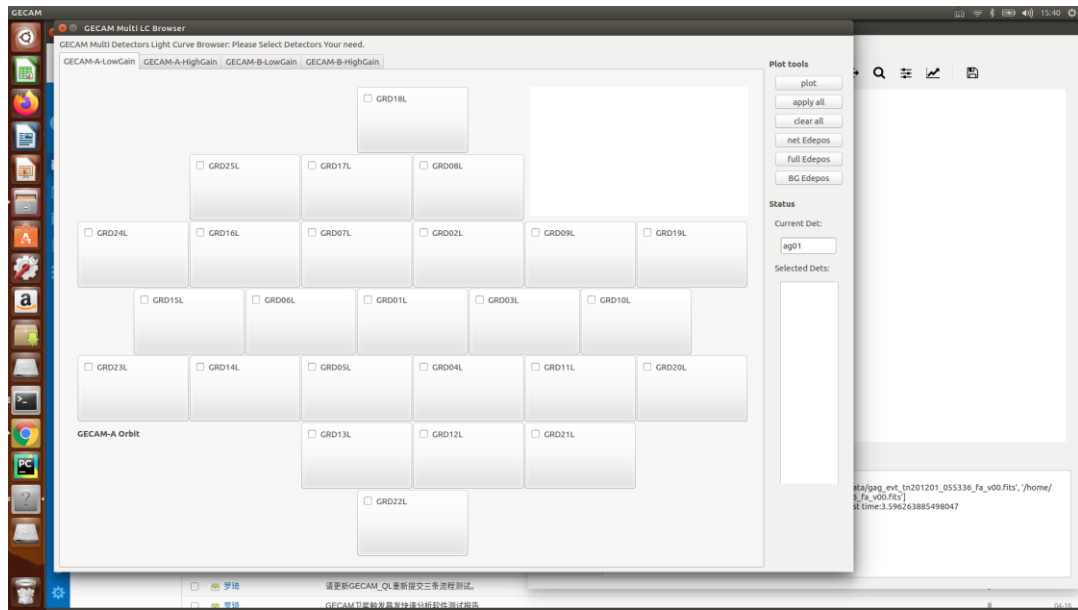 GECAM
15:40
GECAM Multi LC Browser
GECAM Multi Detectors Light Curve Browser: Please Select Detectors Your need.
GECAM-A-LowGain GECAM-A-HighGain GECAM-B-LowGain GECAM-B-HighGain
Plot tools
plot
apply all
clear all
net Edepos
full Edepos
BG Edepos
Status
Current Det:
ag01
Selected Dets:
GRD18L
GRD25L GRD17L GRD08L
GRD24L GRD16L GRD07L GRD02L GRD09L GRD19L
GRD15L GRD06L GRD01L GRD03L GRD10L
GRD23L GRD14L GRD05L GRD04L GRD11L GRD20L
GECAM-A Orbit
GRD13L GRD12L GRD21L
GRD22L
ata/gag_evt_tn201201_055336_fa_v00.fits', '/home/
_fa_v00.fits']
st time:3.596263885498047
罗琦 请更新GECAM_QL重新提交三条流程测试。
罗琦 GECAM卫星触发暴发快速分析软件测试报告 04-16